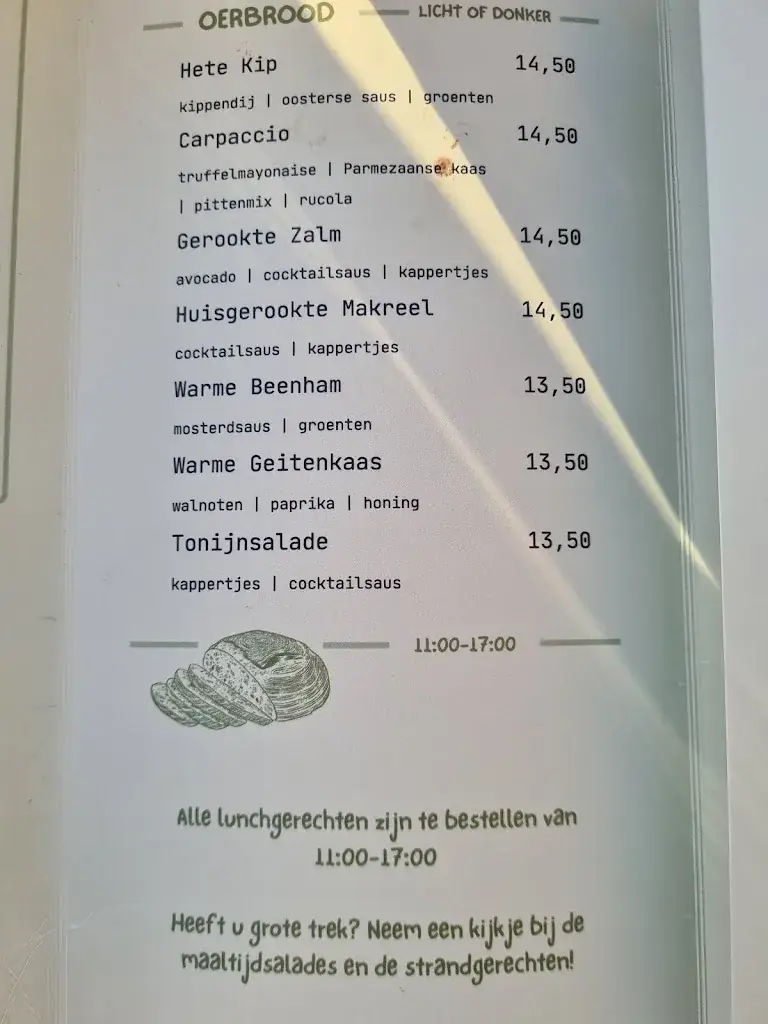 OERBROOD LICHT OF DONKER
Hete Kip 14,50
kippendij | oosterse saus | groenten
Carpaccio 14,50
truffelmayonaise | Parmezaanse kaas
| pittenmix | rucola
Gerookte Zalm 14,50
avocado | cocktailsaus | kappertjes
Huisgerookte Makreel 14,50
cocktailsaus | kappertjes
Warme Beenham 13,50
mosterdsaus | groenten
Warme Geitenkaas 13,50
walnoten | paprika | honing
Tonijnsalade 13,50
kappertjes | cocktailsaus
11:00-17:00
Alle lunchgerechten zijn te bestellen van
11:00-17:00
Heeft u grote trek? Neem een kijkje bij de
maaltijdsalades en de strandgerechten!